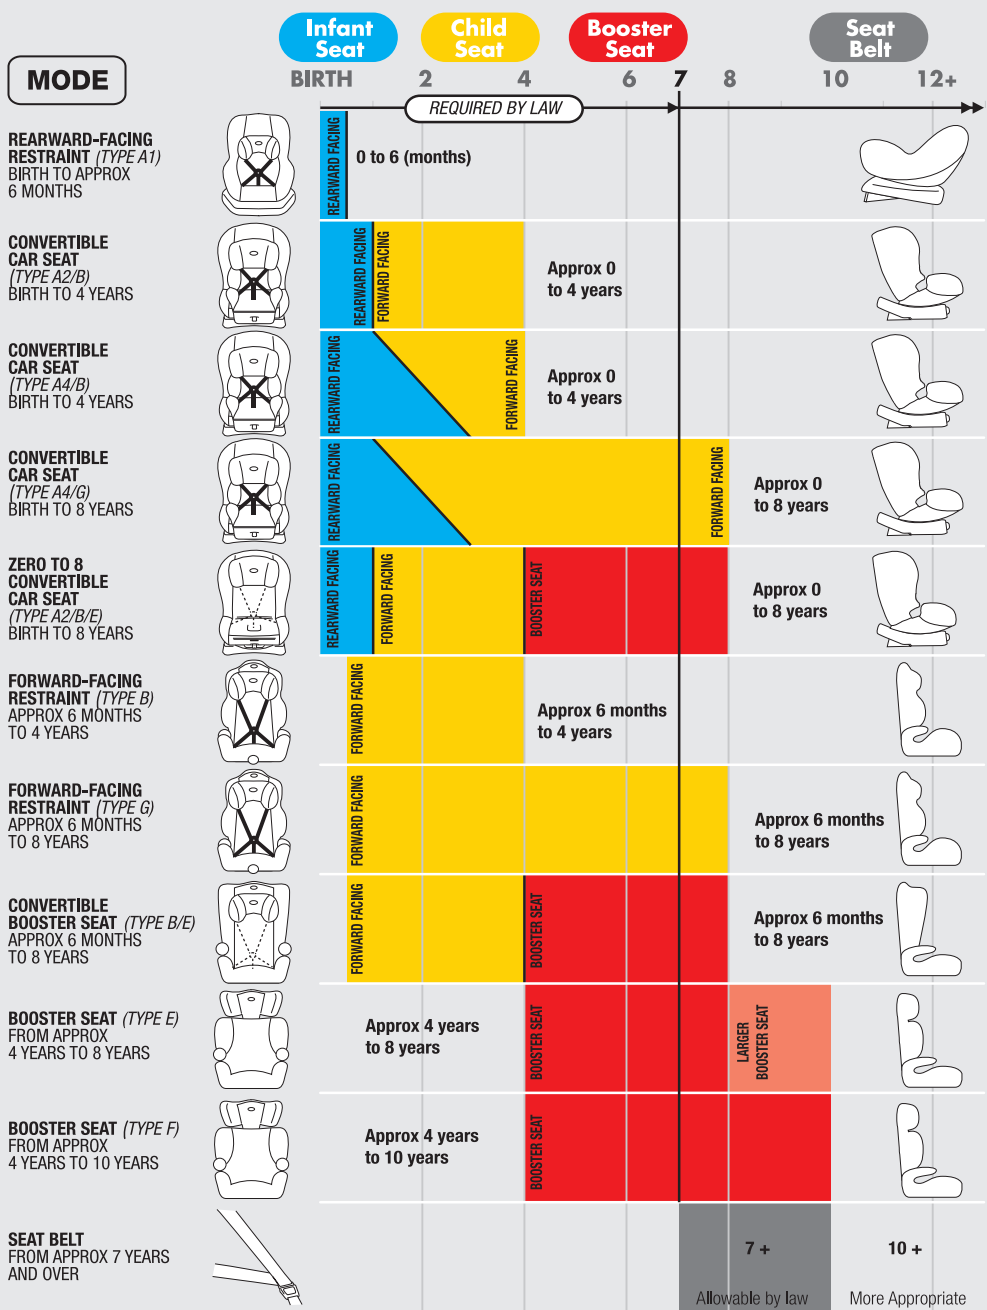 Infant
Seat
Child
Seat
Booster
Seat
Seat
Belt
MODE
BIRTH 2 4 6 7 8 10 12+
REQUIRED BY LAW
REARWARD-FACING
RESTRAINT (TYPE A1)
BIRTH TO APPROX
6 MONTHS
REARWARD FACING
0 to 6 (months)
CONVERTIBLE
CAR SEAT
(TYPE A2/B)
BIRTH TO 4 YEARS
REARWARD FACING
FORWARD FACING
Approx 0
to 4 years
CONVERTIBLE
CAR SEAT
(TYPE A4/B)
BIRTH TO 4 YEARS
REARWARD FACING
FORWARD FACING
Approx 0
to 4 years
CONVERTIBLE
CAR SEAT
(TYPE A4/G)
BIRTH TO 8 YEARS
REARWARD FACING
FORWARD FACING
Approx 0
to 8 years
ZERO TO 8
CONVERTIBLE
CAR SEAT
(TYPE A2/B/E)
BIRTH TO 8 YEARS
REARWARD FACING
FORWARD FACING
BOOSTER SEAT
Approx 0
to 8 years
FORWARD-FACING
RESTRAINT (TYPE B)
APPROX 6 MONTHS
TO 4 YEARS
FORWARD FACING
Approx 6 months
to 4 years
FORWARD-FACING
RESTRAINT (TYPE G)
APPROX 6 MONTHS
TO 8 YEARS
FORWARD FACING
Approx 6 months
to 8 years
CONVERTIBLE
BOOSTER SEAT (TYPE B/E)
APPROX 6 MONTHS
TO 8 YEARS
FORWARD FACING
BOOSTER SEAT
Approx 6 months
to 8 years
BOOSTER SEAT (TYPE E)
FROM APPROX
4 YEARS TO 8 YEARS
Approx 4 years
to 8 years
BOOSTER SEAT
LARGER
BOOSTER SEAT
BOOSTER SEAT (TYPE F)
FROM APPROX
4 YEARS TO 10 YEARS
Approx 4 years
to 10 years
BOOSTER SEAT
SEAT BELT
FROM APPROX 7 YEARS
AND OVER
7 +
Allowable by law
10 +
More Appropriate